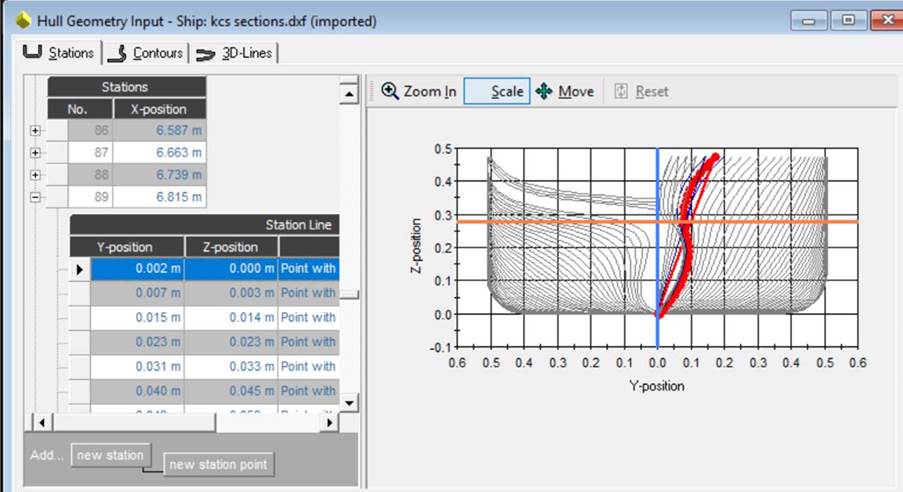 Hull Geometry Input - Ship: kcs sections.dxf (imported)
Stations Contours 3D-Lines
Stations
No. X-position
86 6.587 m
87 6.663 m
88 6.739 m
89 6.815 m
Station Line
Y-position Z-position
0.002 m 0.000 m Point with
0.007 m 0.003 m Point with
0.015 m 0.014 m Point with
0.023 m 0.023 m Point with
0.031 m 0.033 m Point with
0.040 m 0.045 m Point with
Add... new station
new station point
Zoom In Scale Move Reset
0.5
0.4
0.3
0.2
0.1
0.0
-0.1
Z-position
0.6 0.5 0.4 0.3 0.2 0.1 0.0 0.1 0.2 0.3 0.4 0.5 0.6
Y-position